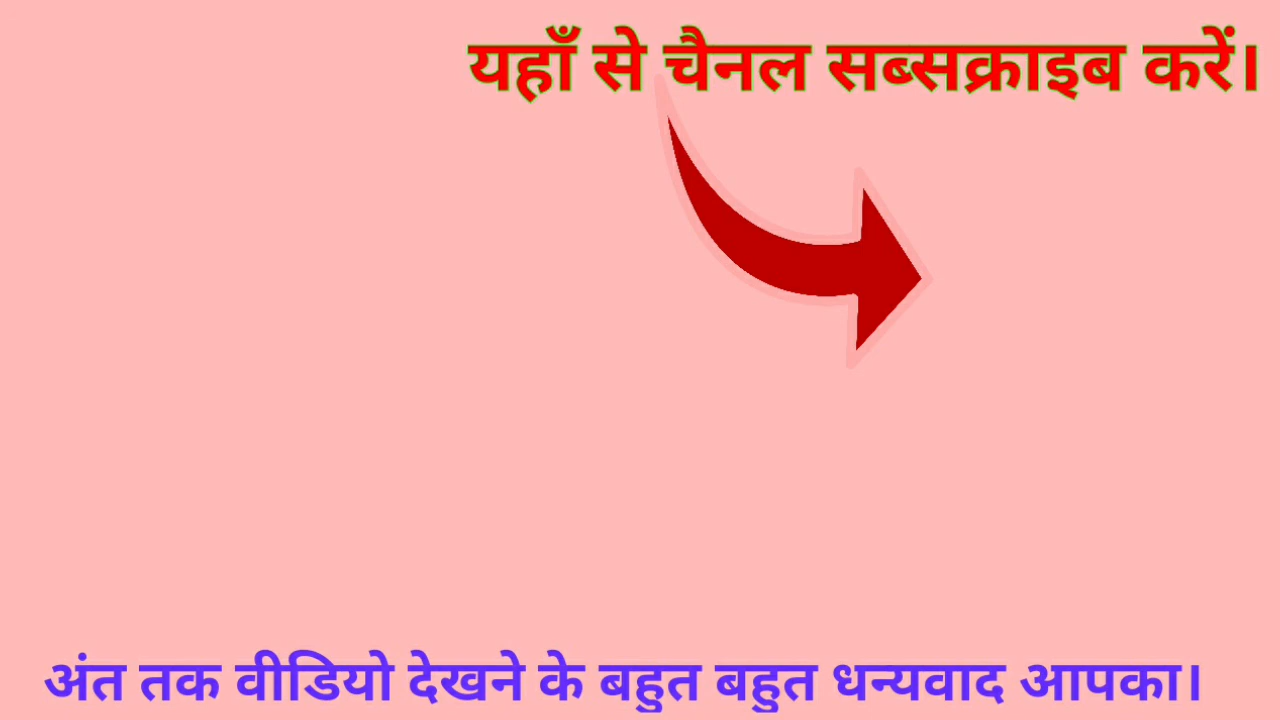 यहाँ से चैनल सब्सक्राइब करें।
अंत तक वीडियो देखने के बहुत बहुत धन्यवाद आपका।